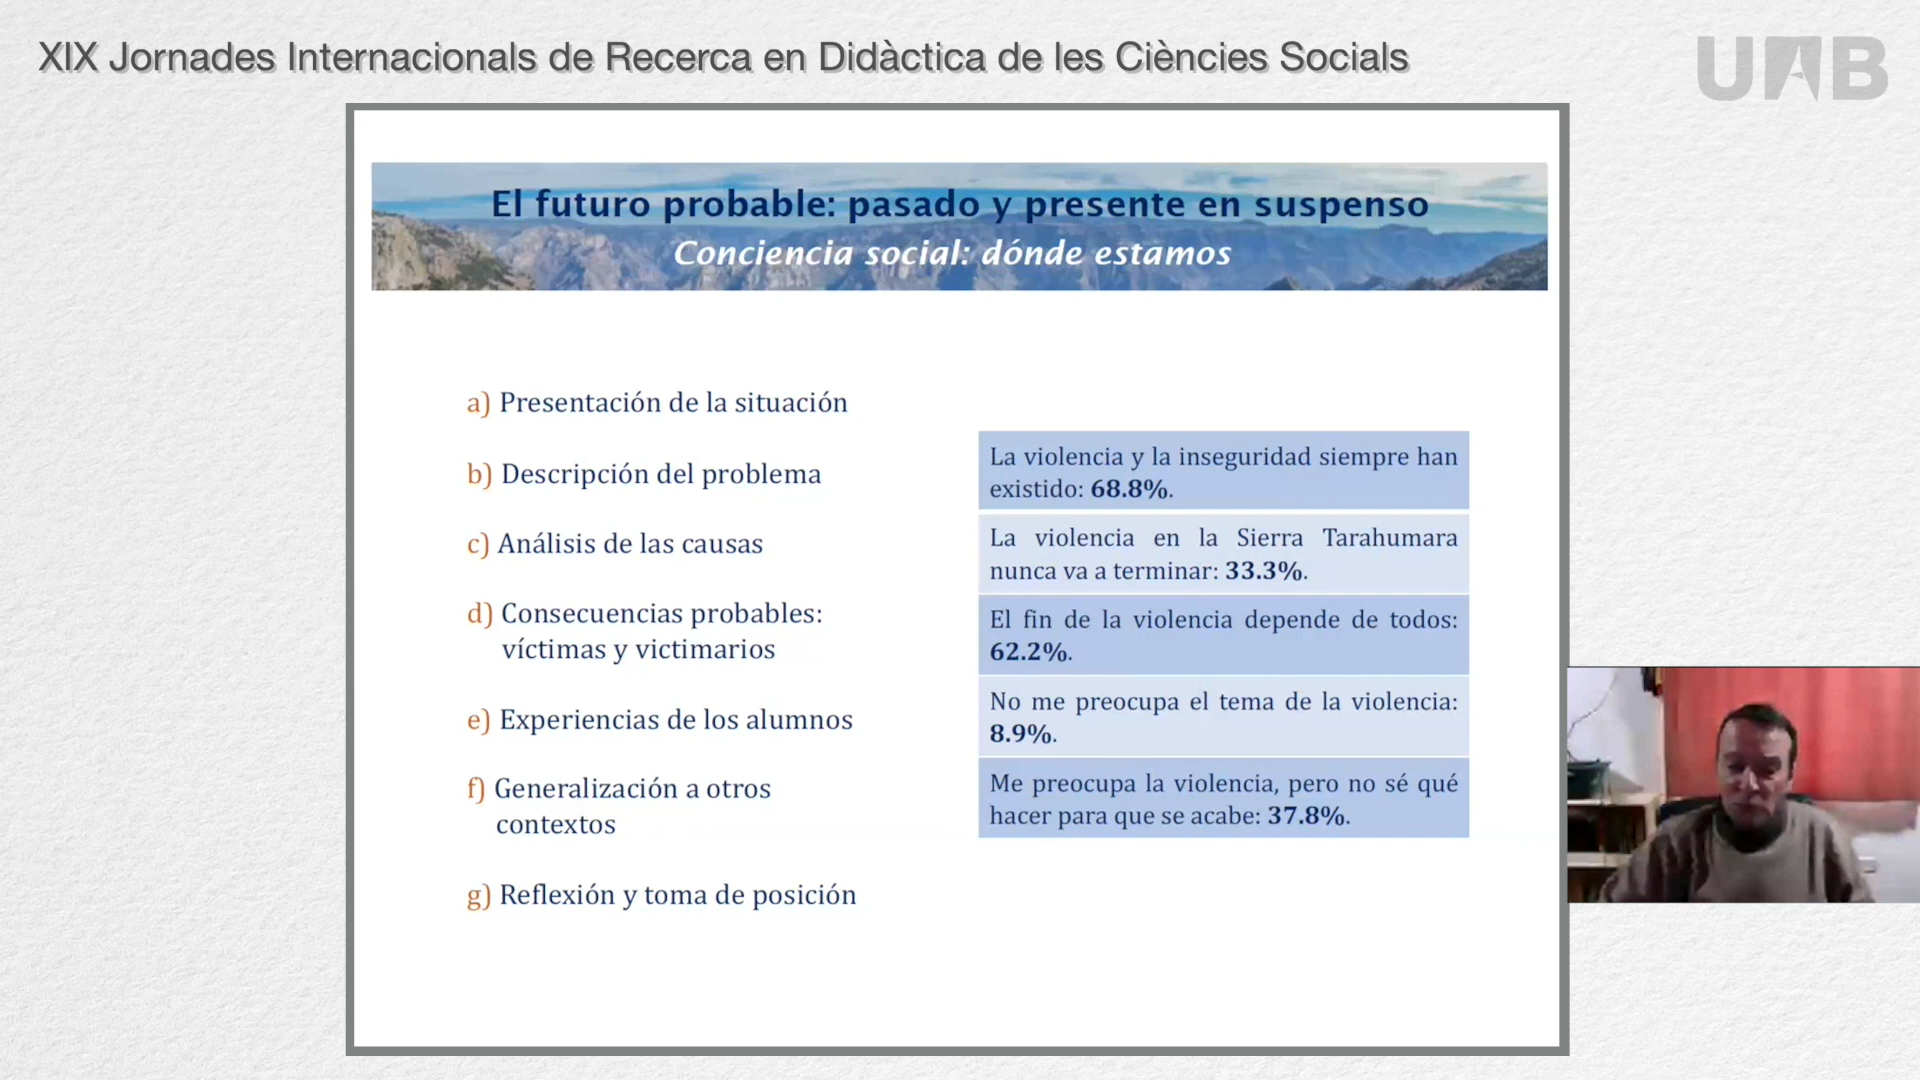 XIX Jornades Internacionals de Recerca en Didàctica de les Ciències Socials
UAB
El futuro probable: pasado y presente en suspenso
Conciencia social: dónde estamos
a) Presentación de la situación
b) Descripción del problema
c) Análisis de las causas
d) Consecuencias probables:
víctimas y victimarios
e) Experiencias de los alumnos
f) Generalización a otros
contextos
g) Reflexión y toma de posición
La violencia y la inseguridad siempre han
existido: 68.8%.
La violencia en la Sierra Tarahumara
nunca va a terminar: 33.3%.
El fin de la violencia depende de todos:
62.2%.
No me preocupa el tema de la violencia:
8.9%.
Me preocupa la violencia, pero no sé qué
hacer para que se acabe: 37.8%.